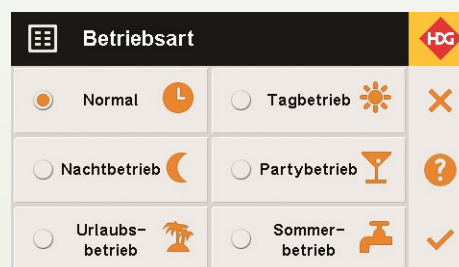 Betriebsart
HDG
Normal
Tagbetrieb
Nachtbetrieb
Partybetrieb
Urlaubs-
betrieb
Sommer-
betrieb